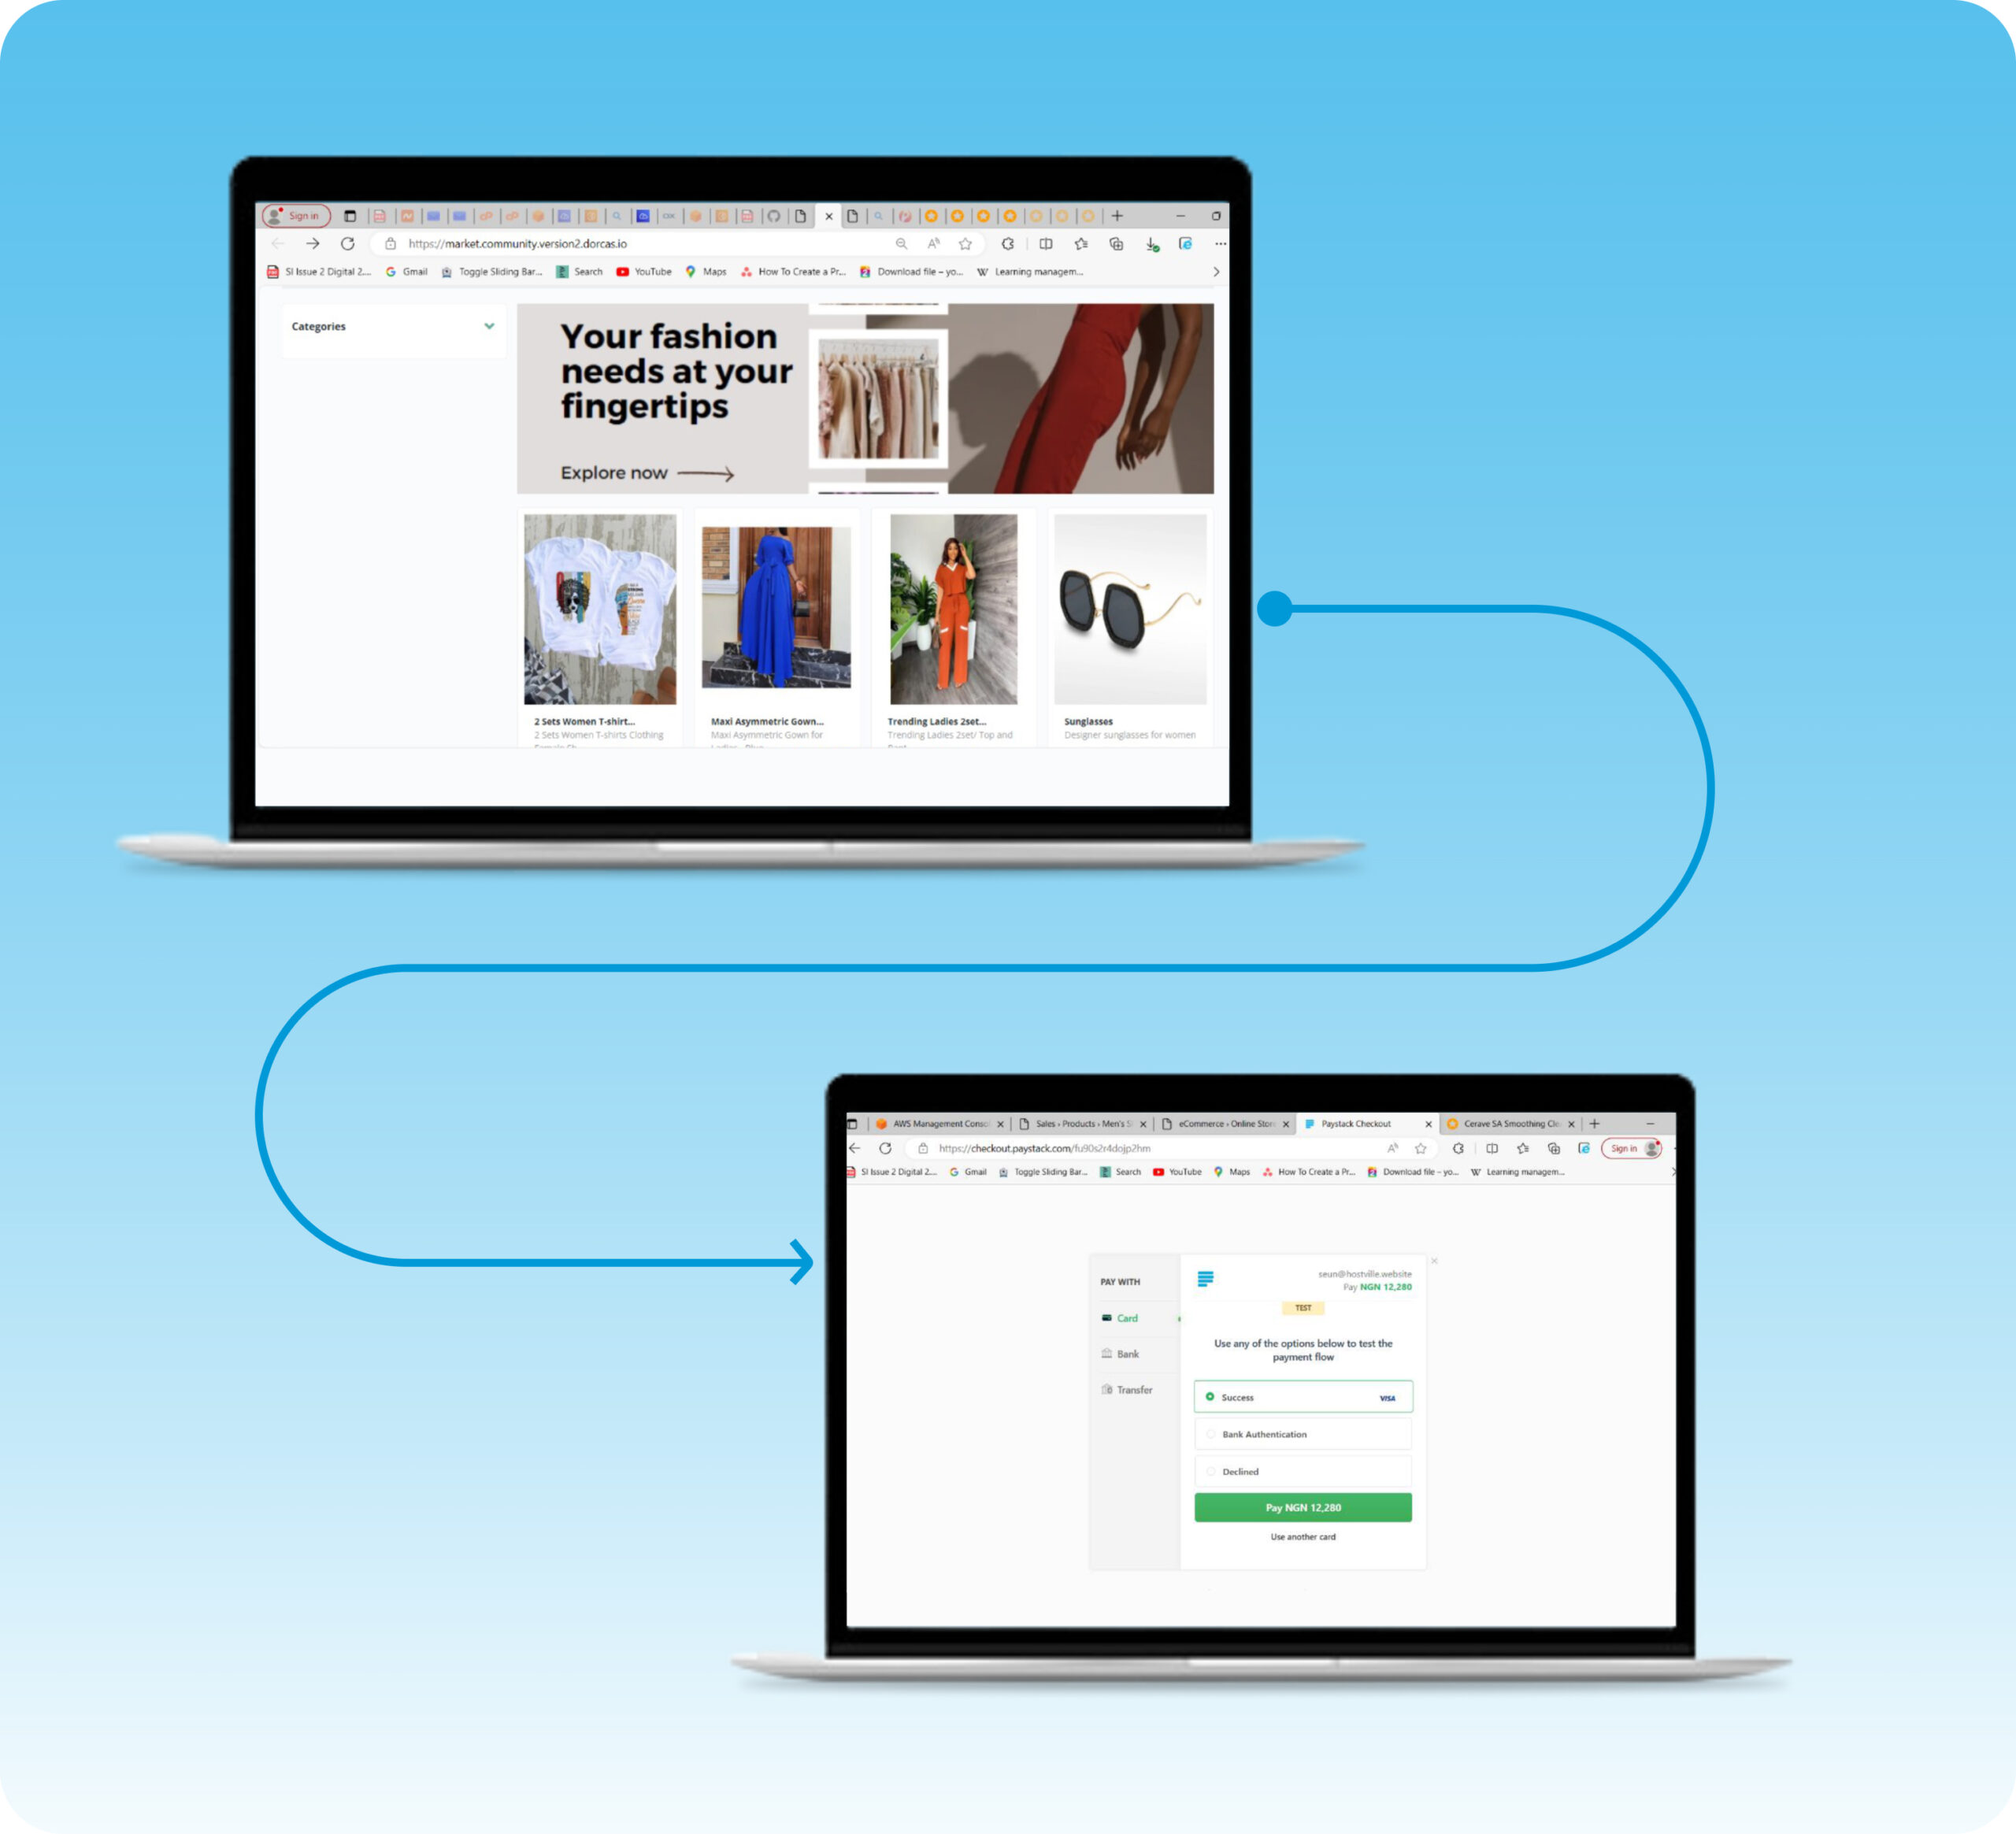 Sign in
https://market.community.version2.dorcas.io
SI Issue 2 Digital 2,... Gmail Toggle Sliding Bar... Search YouTube Maps How To Create a Pr... Download file – yo... Learning managem...
Categories
Your fashion
needs at your
fingertips
Explore now
2 Sets Women T-shirt...
2 Sets Women T-shirts Clothing
Maxi Asymmetric Gown...
Maxi Asymmetric Gown for
Trending Ladies 2set...
Trending Ladies 2set/ Top and
Sunglasses
Designer sunglasses for women
AWS Management Consol Sales › Products › Men's S eCommerce › Online Store Paystack Checkout Cerave SA Smoothing Cle
https://checkout.paystack.com/fu90s2r4dojp2hm
Sign in
SI Issue 2 Digital 2,... Gmail Toggle Sliding Bar... Search YouTube Maps How To Create a Pr... Download file – yo... Learning managem...
PAY WITH
Card
Bank
Transfer
seun@hostville.website
Pay NGN 12,280
TEST
Use any of the options below to test the
payment flow
Success VISA
Bank Authentication
Declined
Pay NGN 12,280
Use another card